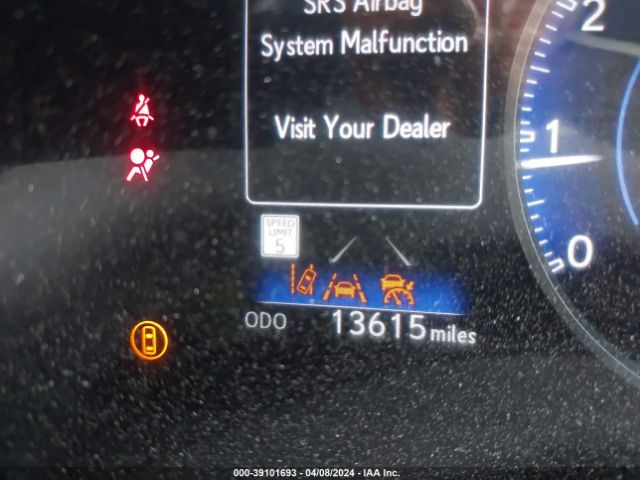 SRS Airbag
System Malfunction
Visit Your Dealer
SPEED
LIMIT
5
2
1
0
ODO 13615 miles
000-39101693 - 04/08/2024 - IAA Inc.